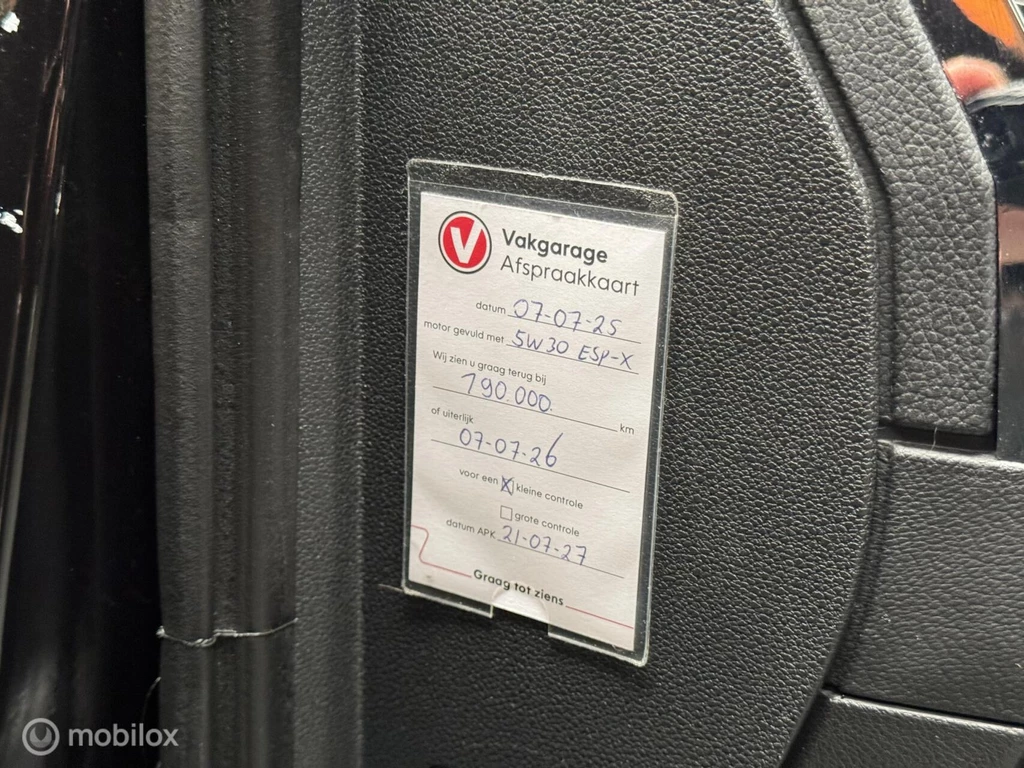 V
Vakgarage
Afspraakkaart
datum 07-07-25
motor gevuld met 5W30 ESP-X
Wij zien u graag terug bij
190.000. km
of uiterlijk
07-07-26
voor een X kleine controle
grote controle
datum APK 21-07-27
Graag tot ziens
mobilox